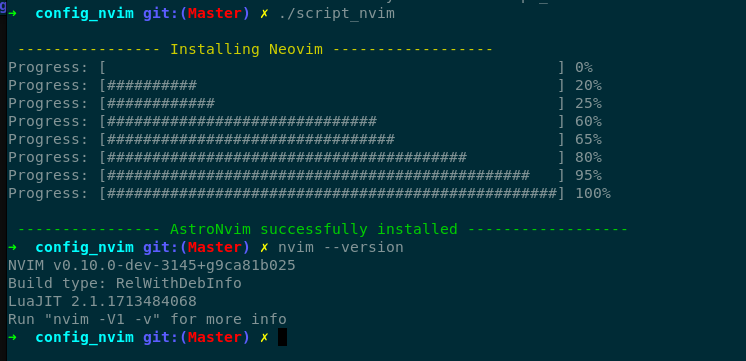 ➜  config_nvim git:(Master) ✗ ./script_nvim
---------------- Installing Neovim ------------------
Progress: [                                                  ] 0%
Progress: [##########                                        ] 20%
Progress: [############                                      ] 25%
Progress: [##############################                    ] 60%
Progress: [################################                  ] 65%
Progress: [########################################          ] 80%
Progress: [###############################################   ] 95%
Progress: [##################################################] 100%
---------------- AstroNvim successfully installed ------------------
➜  config_nvim git:(Master) ✗ nvim --version
NVIM v0.10.0-dev-3145+g9ca81b025
Build type: RelWithDebInfo
LuaJIT 2.1.1713484068
Run "nvim -V1 -v" for more info
➜  config_nvim git:(Master) ✗